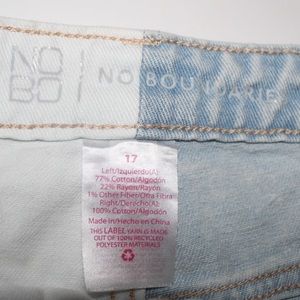 NO
BO
NO BOUNDARIES
17
Left/Izquierdo(A):
77% Cotton/Algodón
22% Rayon/Rayón
1% Other Fiber/Otra Fibra
Right/Derecho(A):
100% Cotton/Algodón
Made in/Hecho en China
THIS LABEL YARN IS MADE
OUT OF 100% RECYCLED
POLYESTER MATERIALS